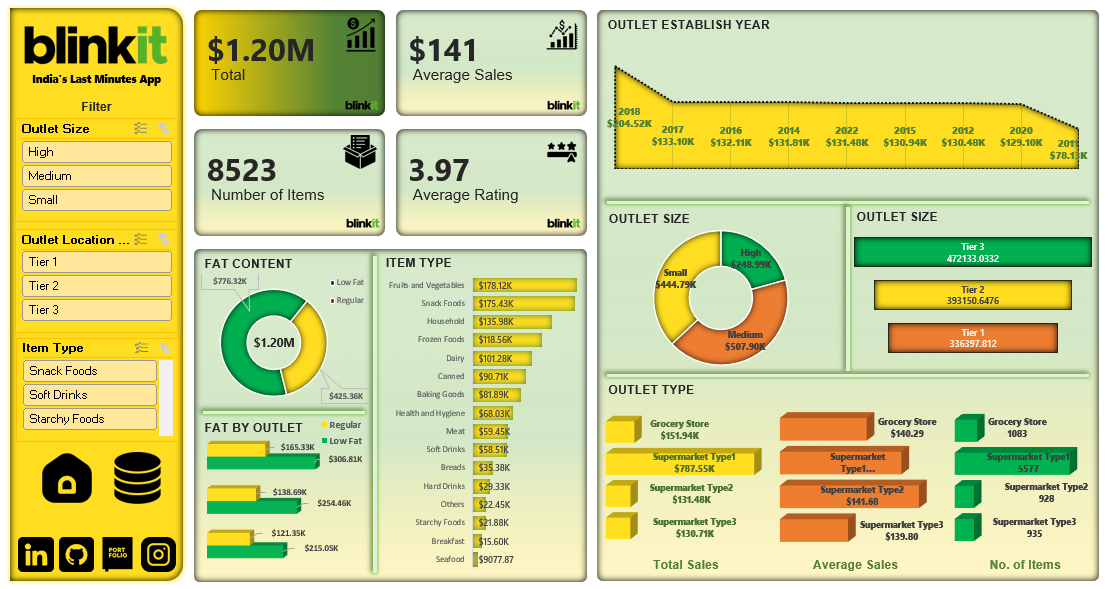 blinkit
India's Last Minutes App
Filter
Outlet Size
High
Medium
Small
Outlet Location ...
Tier 1
Tier 2
Tier 3
Item Type
Snack Foods
Soft Drinks
Starchy Foods
PORT
FOLIO
$1.20M
Total
blinkit
$141
Average Sales
blinkit
8523
Number of Items
blinkit
3.97
Average Rating
blinkit
FAT CONTENT
$776.32K
Low Fat
Regular
$1.20M
$425.36K
FAT BY OUTLET
Regular
Low Fat
$165.33K
$306.81K
$138.69K
$254.46K
$121.35K
$215.05K
ITEM TYPE
Fruits and Vegetables $178.12K
Snack Foods $175.43K
Household $135.98K
Frozen Foods $118.56K
Dairy $101.28K
Canned $90.71K
Baking Goods $81.89K
Health and Hygiene $68.03K
Meat $59.45K
Soft Drinks $58.51K
Breads $35.38K
Hard Drinks $29.33K
Others $22.45K
Starchy Foods $21.88K
Breakfast $15.60K
Seafood $9077.87
OUTLET ESTABLISH YEAR
2018
$204.52K
2017
$133.10K
2016
$132.11K
2014
$131.81K
2022
$131.48K
2015
$130.94K
2012
$130.48K
2020
$129.10K
2011
$78.13K
OUTLET SIZE
High
$248.99K
Small
$444.79K
Medium
$507.90K
OUTLET SIZE
Tier 3
472133.0332
Tier 2
393150.6476
Tier 1
336397.812
OUTLET TYPE
Grocery Store
$151.94K
Supermarket Type1
$787.55K
Supermarket Type2
$131.48K
Supermarket Type3
$130.71K
Total Sales
Grocery Store
$140.29
Supermarket
Type1...
Supermarket Type2
$141.68
Supermarket Type3
$139.80
Average Sales
Grocery Store
1083
Supermarket Type1
5577
Supermarket Type2
928
Supermarket Type3
935
No. of Items